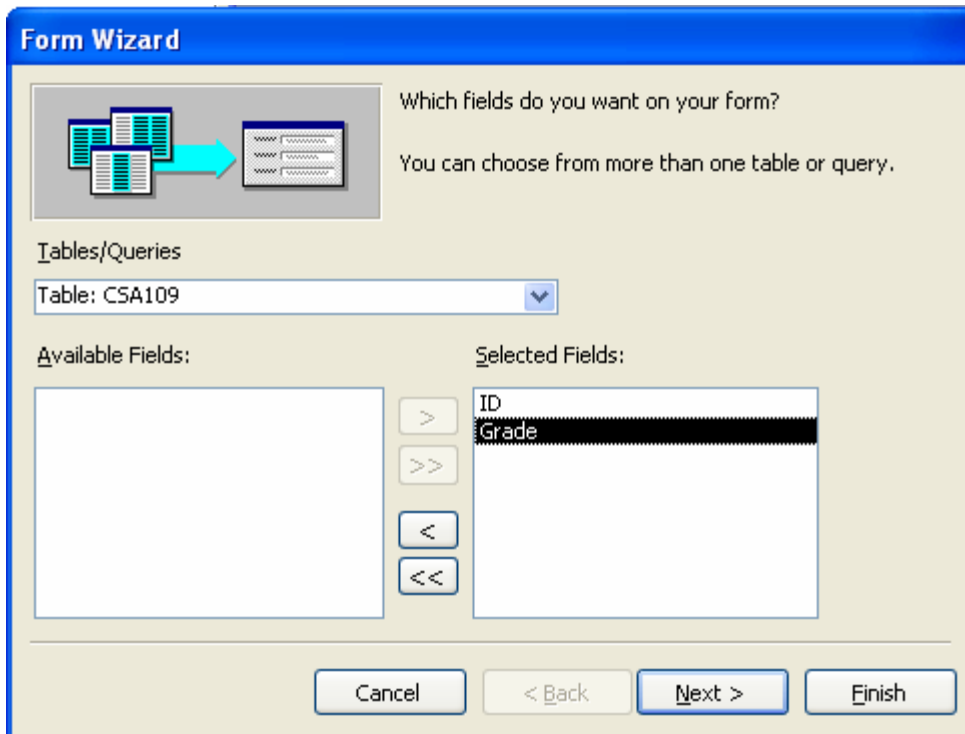 Form Wizard
Which fields do you want on your form?
You can choose from more than one table or query.
Tables/Queries
Table: CSA109
Available Fields:
Selected Fields:
ID
Grade
>
>>
<
<<
Cancel
< Back
Next >
Finish